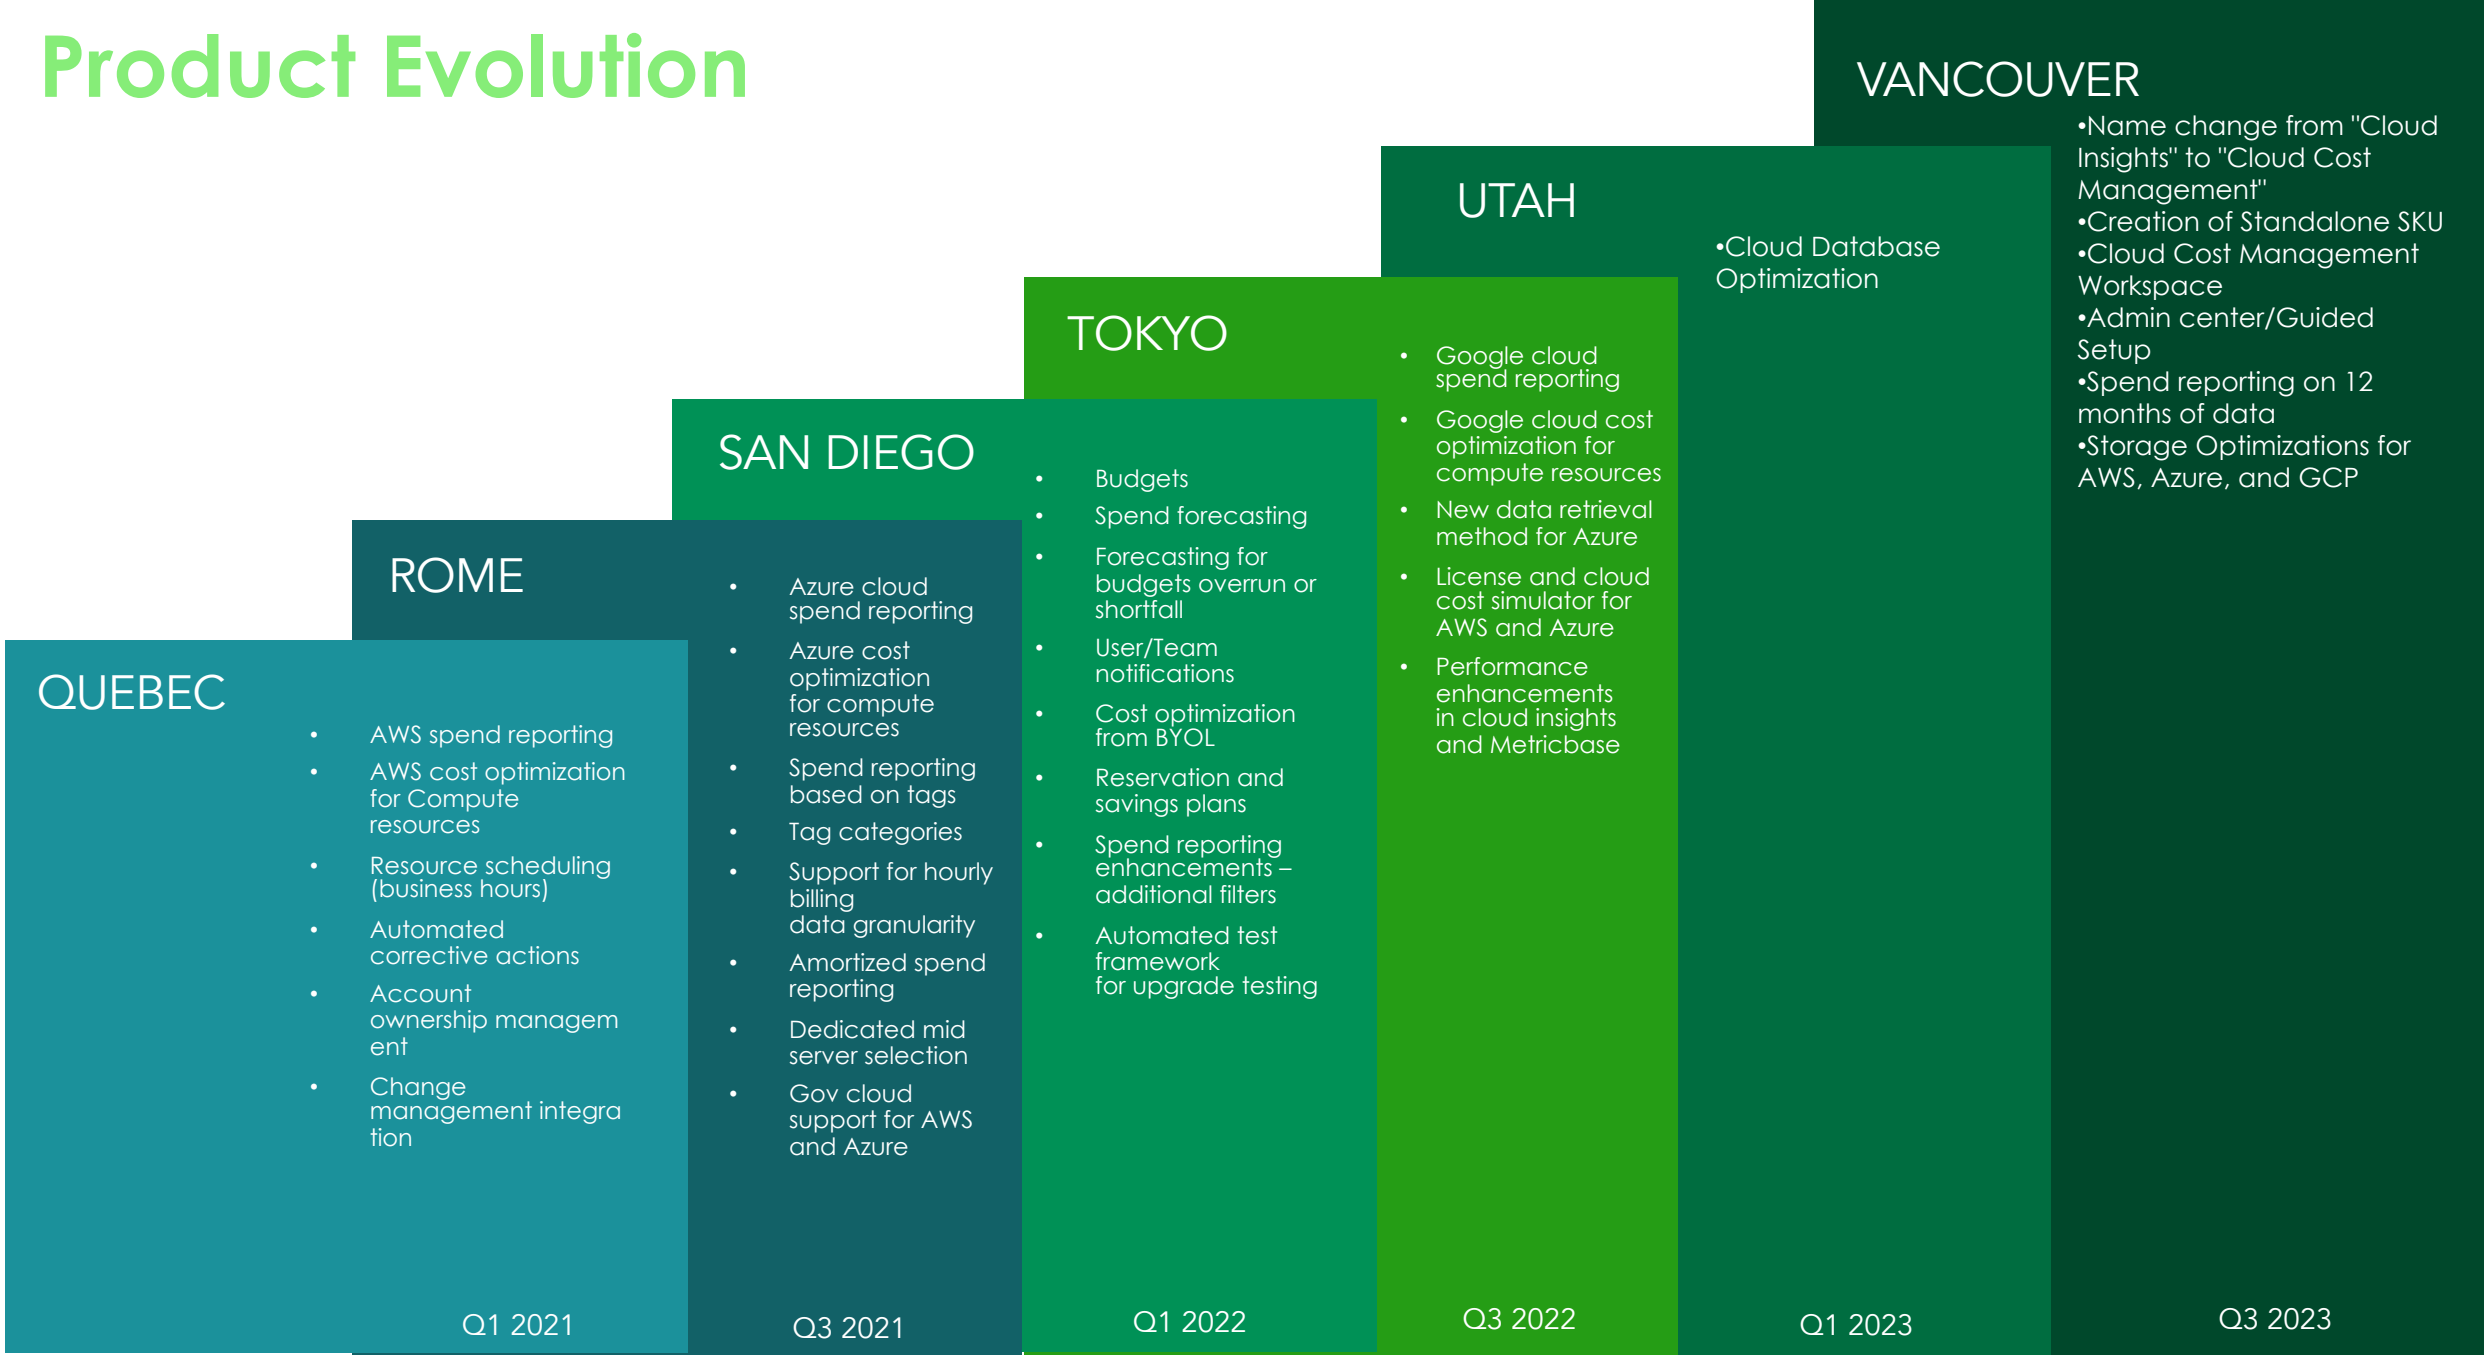 Product Evolution
QUEBEC
• AWS spend reporting
• AWS cost optimization
for Compute
resources
• Resource scheduling
(business hours)
• Automated
corrective actions
• Account
ownership managem
ent
• Change
management integra
tion
Q1 2021
ROME
• Azure cloud
spend reporting
• Azure cost
optimization
for compute
resources
• Spend reporting
based on tags
• Tag categories
• Support for hourly
billing
data granularity
• Amortized spend
reporting
• Dedicated mid
server selection
• Gov cloud
support for AWS
and Azure
Q3 2021
SAN DIEGO
• Budgets
• Spend forecasting
• Forecasting for
budgets overrun or
shortfall
• User/Team
notifications
• Cost optimization
from BYOL
• Reservation and
savings plans
• Spend reporting
enhancements –
additional filters
• Automated test
framework
for upgrade testing
Q1 2022
TOKYO
• Google cloud
spend reporting
• Google cloud cost
optimization for
compute resources
• New data retrieval
method for Azure
• License and cloud
cost simulator for
AWS and Azure
• Performance
enhancements
in cloud insights
and Metricbase
Q3 2022
UTAH
•Cloud Database
Optimization
Q1 2023
VANCOUVER
•Name change from "Cloud
Insights" to "Cloud Cost
Management"
•Creation of Standalone SKU
•Cloud Cost Management
Workspace
•Admin center/Guided
Setup
•Spend reporting on 12
months of data
•Storage Optimizations for
AWS, Azure, and GCP
Q3 2023